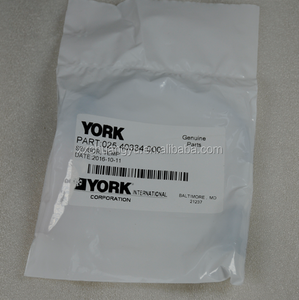 YORK
Genuine
Parts
PART:025 40334 000
DATE:2016-10-11
YORK INTERNATIONAL
CORPORATION
BALTIMORE, MD